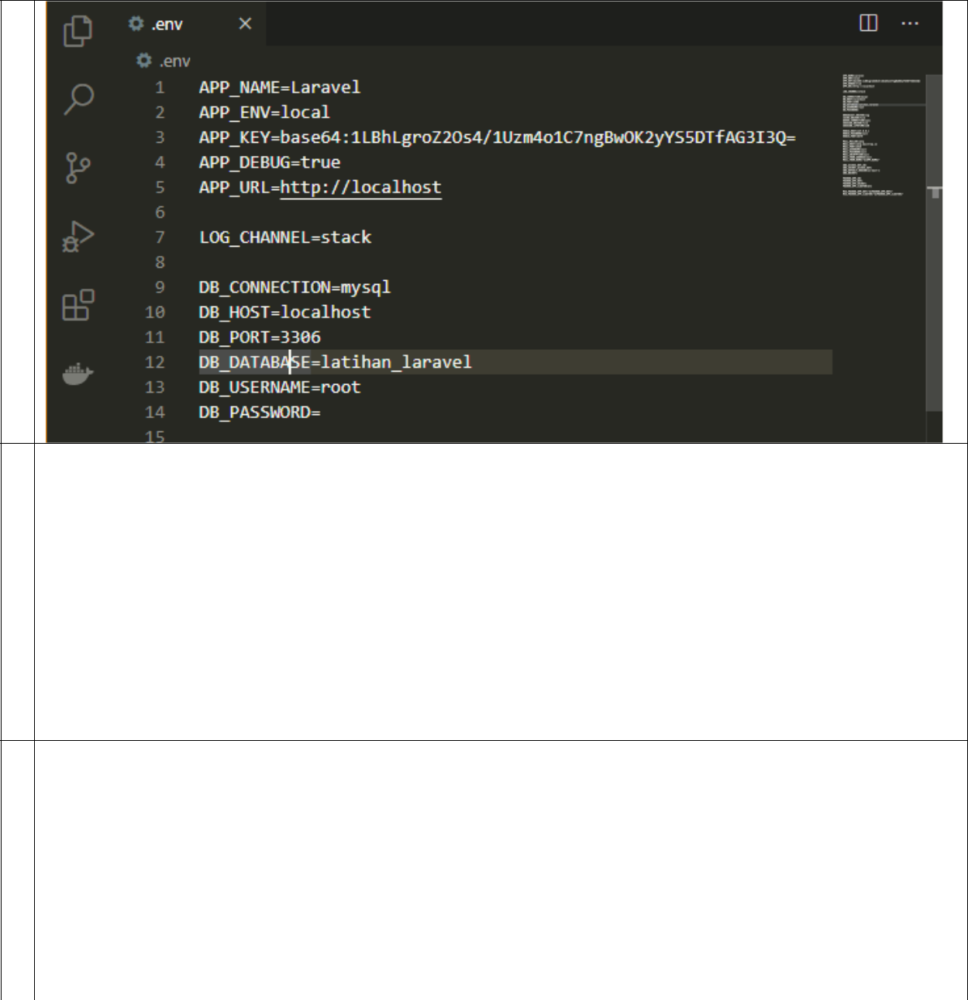 .env
.env
1 APP_NAME=Laravel
2 APP_ENV=local
3 APP_KEY=base64:1LBhLgroZ2Os4/1Uzm4o1C7ngBwOK2yYS5DTfAG3I3Q=
4 APP_DEBUG=true
5 APP_URL=http://localhost
6
7 LOG_CHANNEL=stack
8
9 DB_CONNECTION=mysql
10 DB_HOST=localhost
11 DB_PORT=3306
12 DB_DATABASE=latihan_laravel
13 DB_USERNAME=root
14 DB_PASSWORD=
15